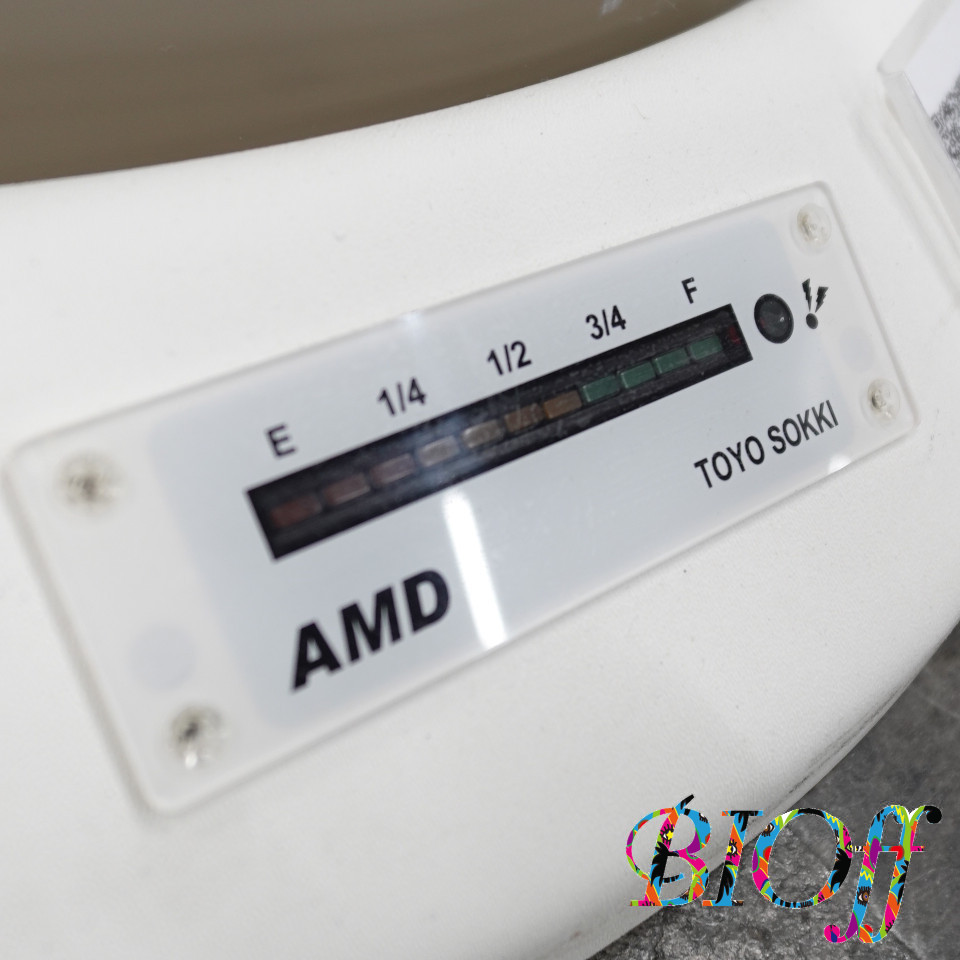 E 1/4 1/2 3/4 F
TOYO SOKKI
AMD
BIOff